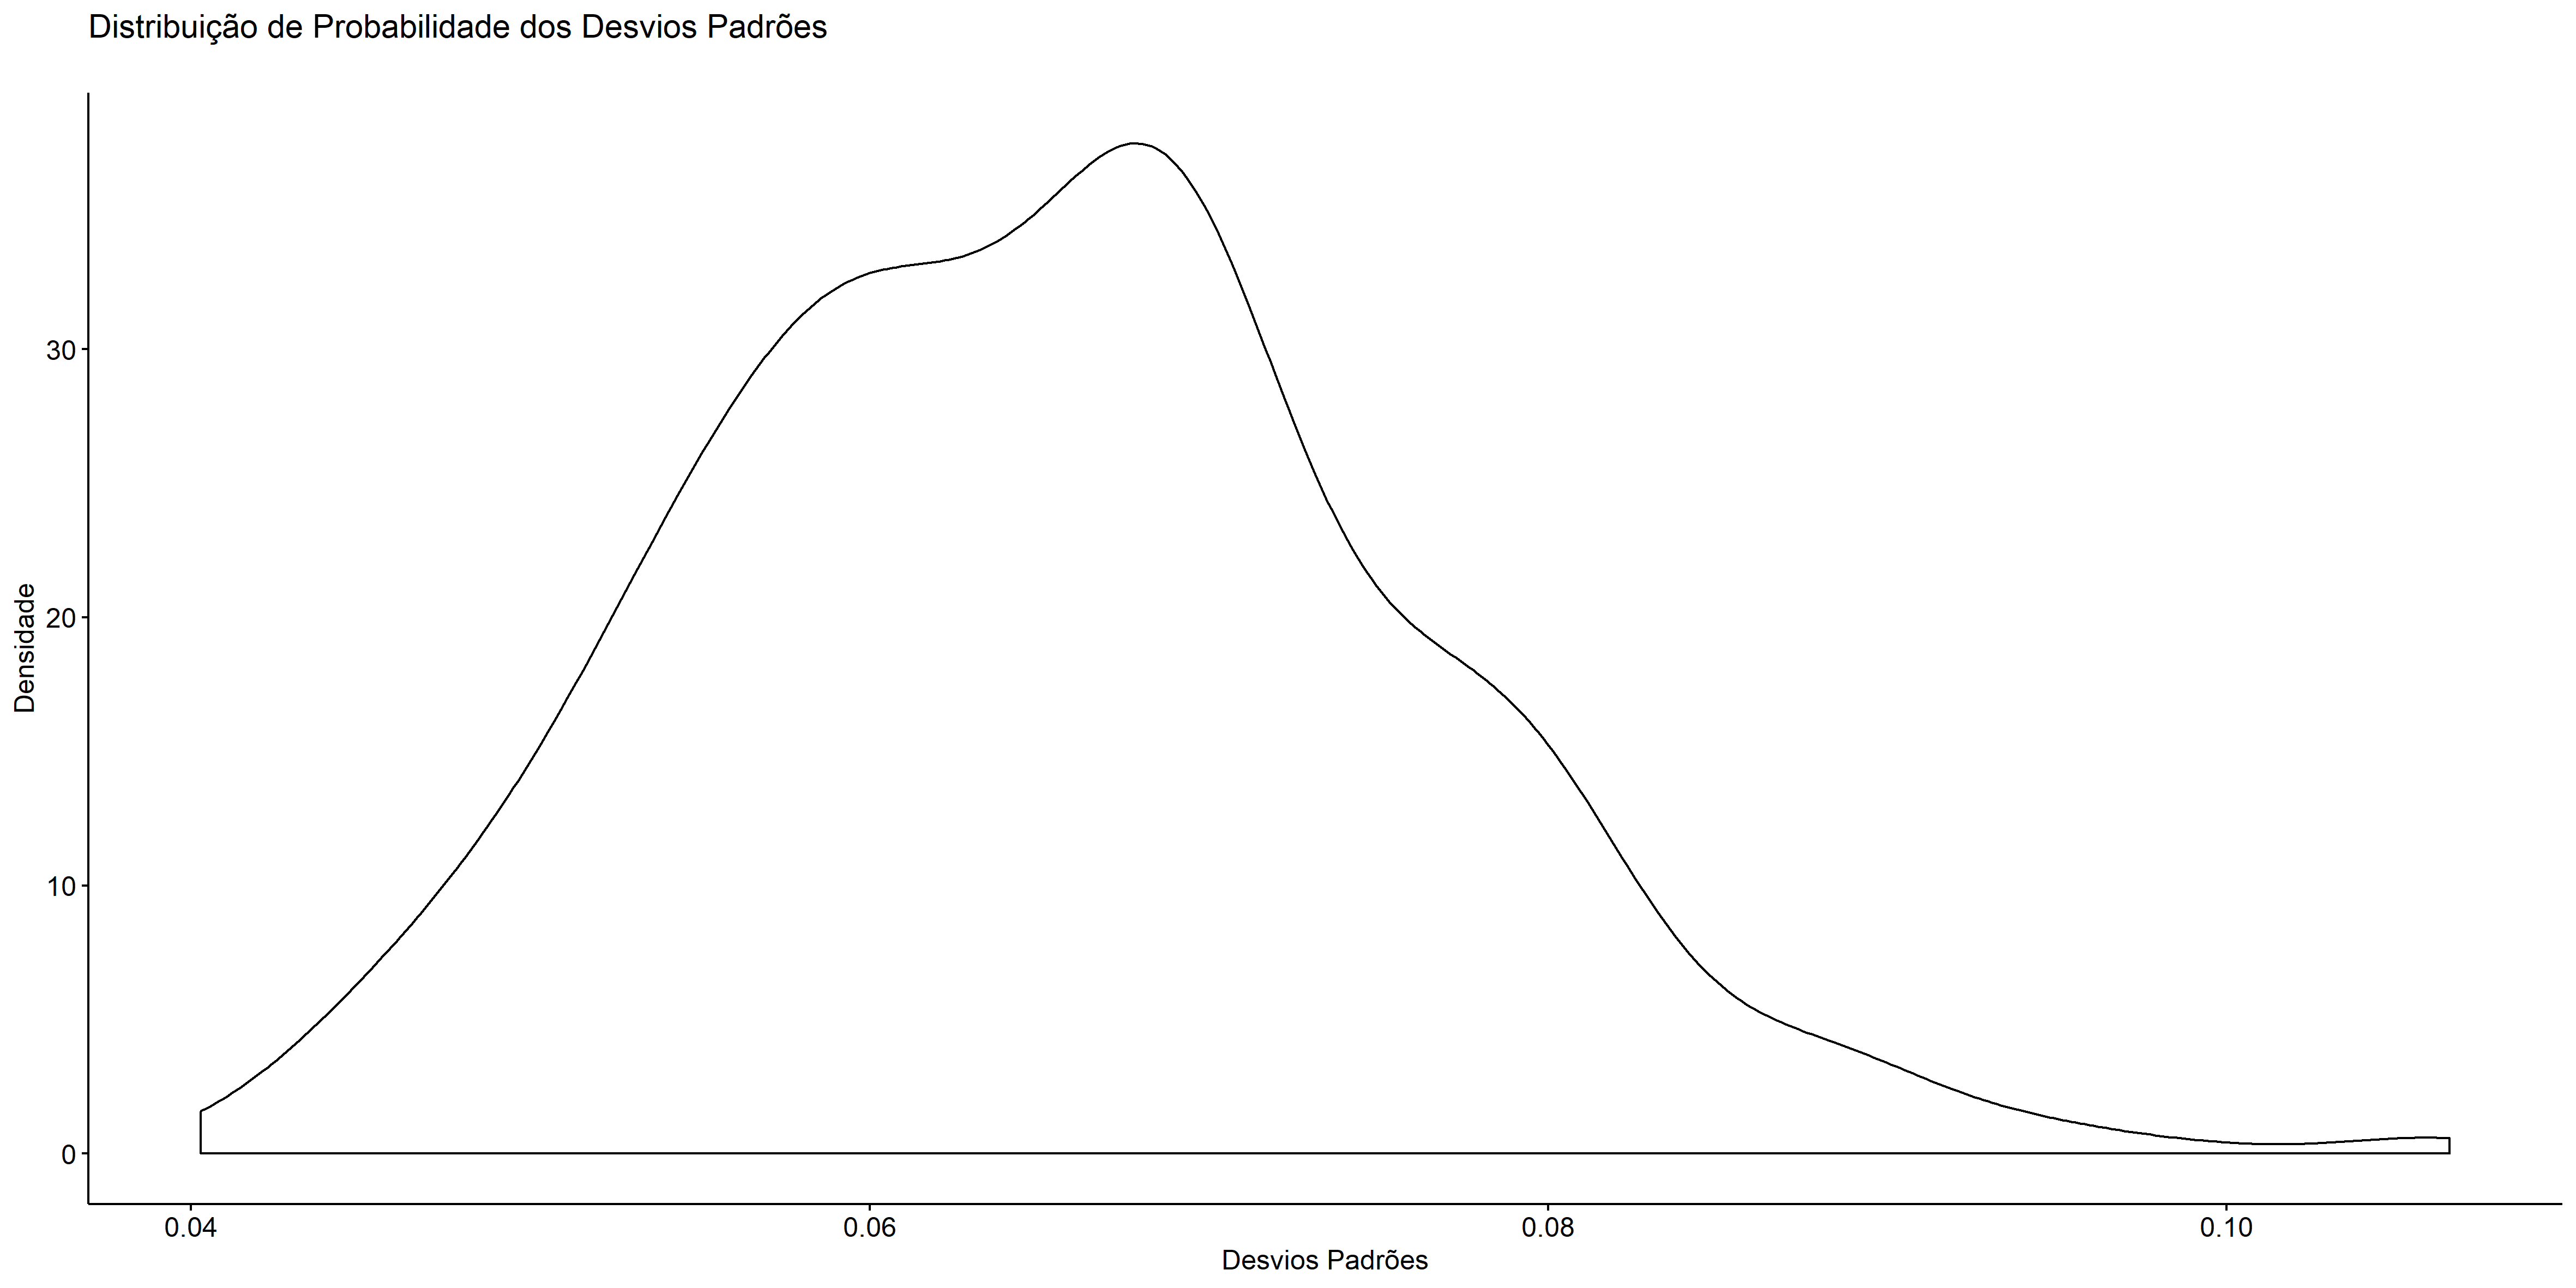 Distribuição de Probabilidade dos Desvios Padrões
Densidade
30
20
10
0
0.04 0.06 0.08 0.10
Desvios Padrões